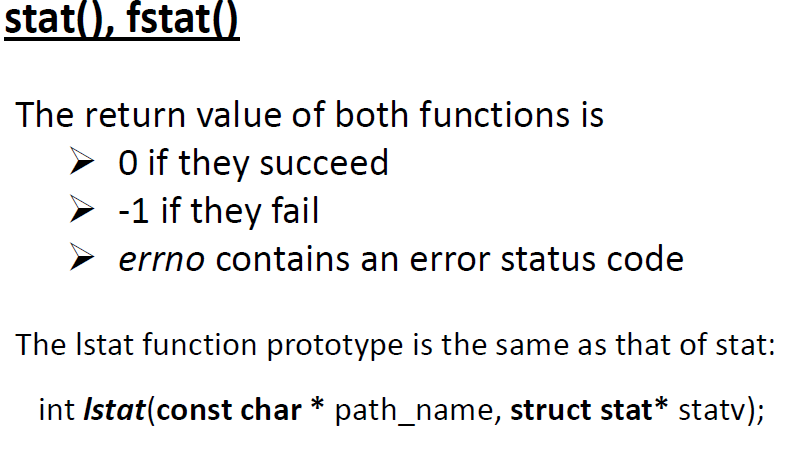 stat(), fstat()
The return value of both functions is
➢ 0 if they succeed
➢ -1 if they fail
➢ errno contains an error status code
The lstat function prototype is the same as that of stat:
int lstat(const char * path_name, struct stat* statv);